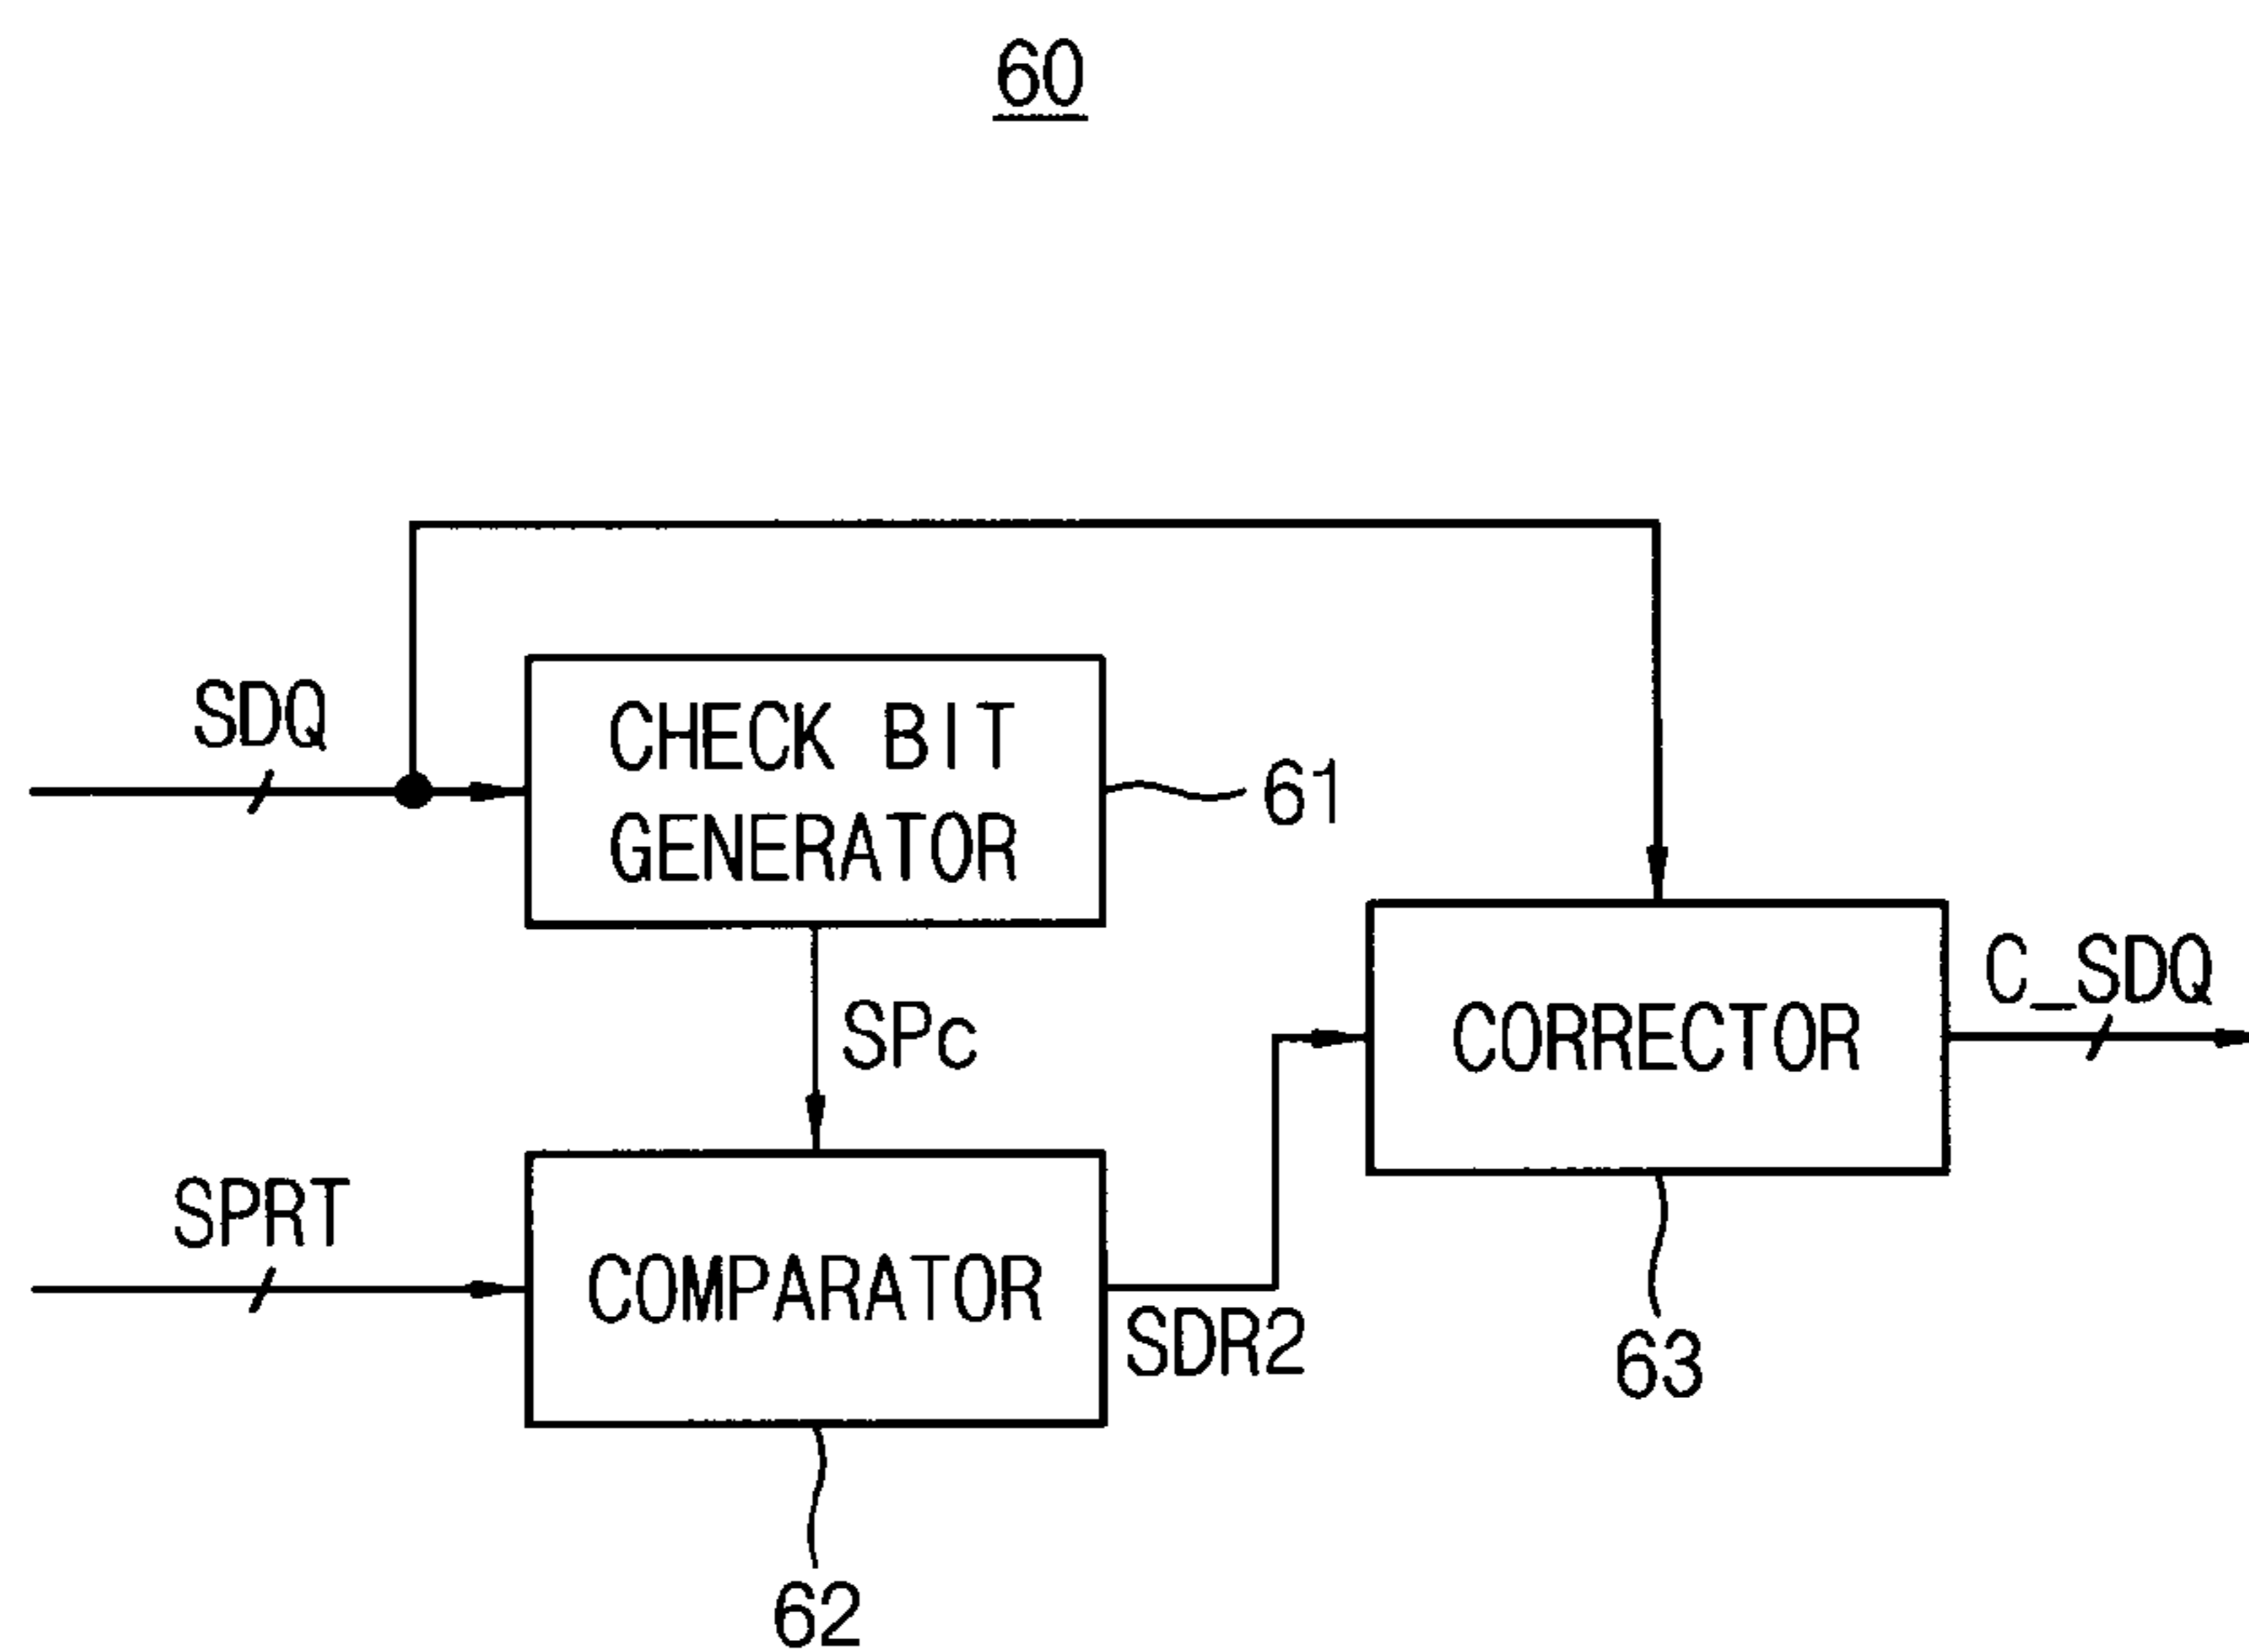 60
SDQ
CHECK BIT
GENERATOR
61
SPc
C_SDQ
CORRECTOR
SPRT
COMPARATOR
SDR2
63
62